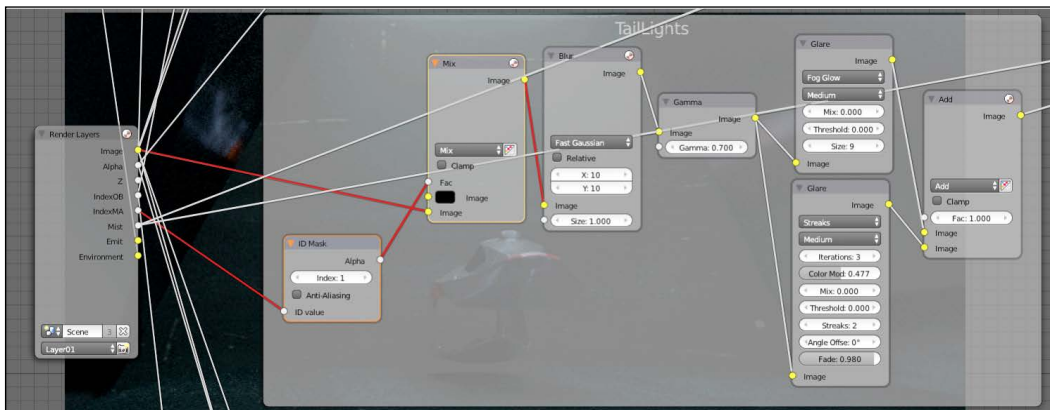 TailLights
Render Layers
Image
Alpha
Z
IndexOB
IndexMA
Mist
Emit
Environment
Scene
3
Layer01
ID Mask
Alpha
Index: 1
Anti-Aliasing
ID value
Mix
Image
Mix
Clamp
Fac
Image
Image
Blur
Image
Fast Gaussian
Relative
X: 10
Y: 10
Image
Size: 1.000
Gamma
Image
Image
Gamma: 0.700
Glare
Image
Fog Glow
Medium
Mix: 0.000
Threshold: 0.000
Size: 9
Image
Glare
Image
Streaks
Medium
Iterations: 3
Color Mod: 0.477
Mix: 0.000
Threshold: 0.000
Streaks: 2
Angle Offse: 0°
Fade: 0.980
Image
Add
Image
Add
Clamp
Fac: 1.000
Image
Image